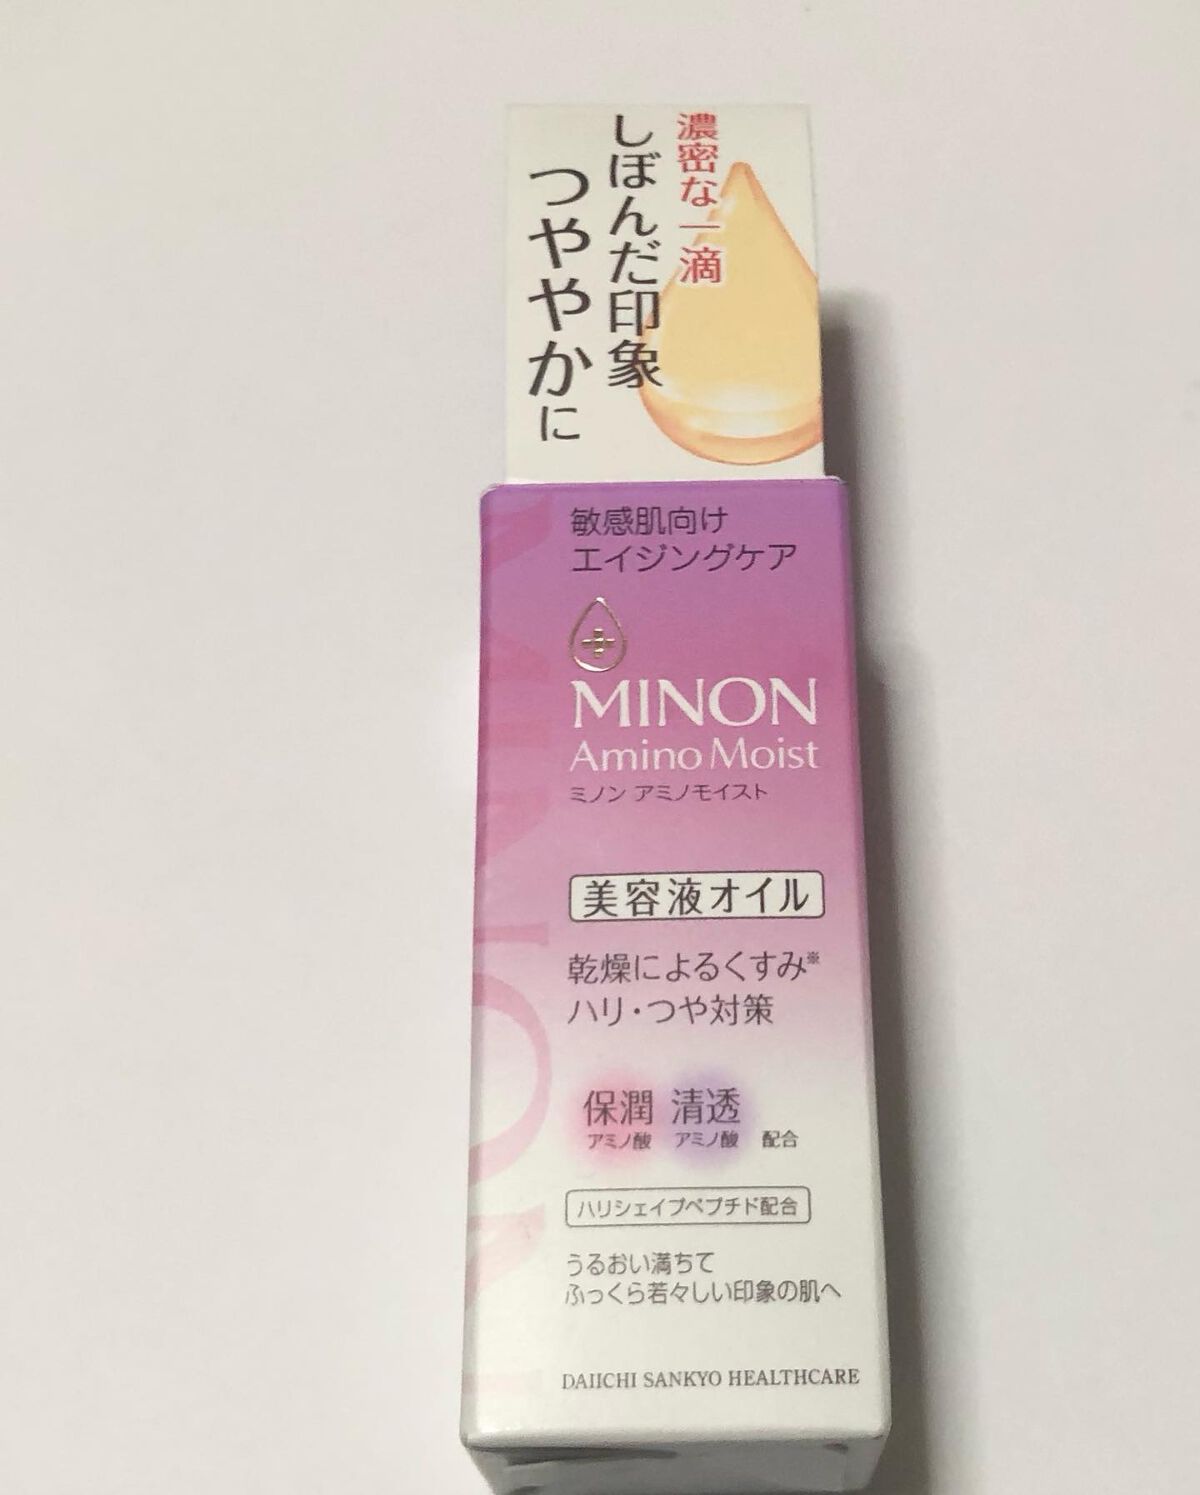 濃密な一滴
しぼんだ印象
つややかに
敏感肌向け
エイジングケア
MINON
Amino Moist
ミノン アミノモイスト
美容液オイル
乾燥によるくすみ※
ハリ・つや対策
保潤 清透
アミノ酸 アミノ酸 配合
ハリシェイプペプチド配合
うるおい満ちて
ふっくら若々しい印象の肌へ
DAIICHI SANKYO HEALTHCARE
MINON